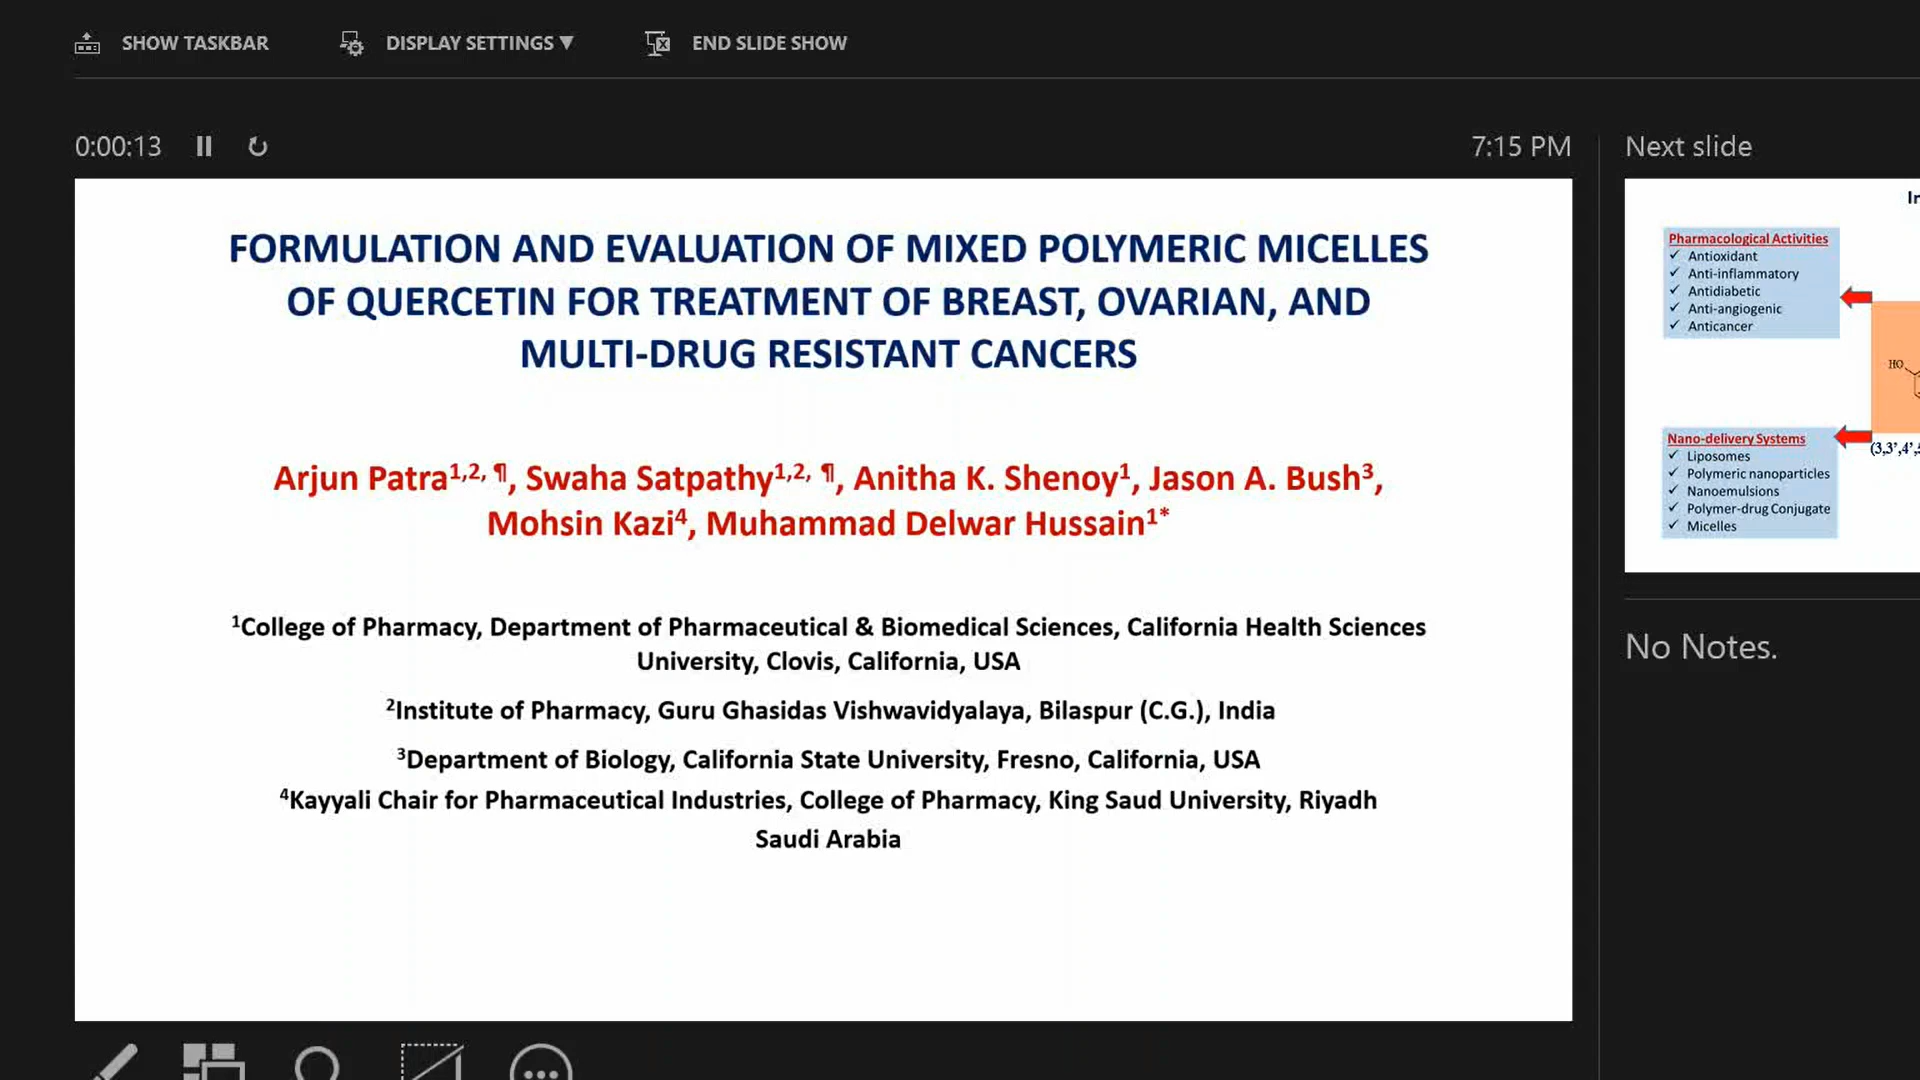 SHOW TASKBAR
DISPLAY SETTINGS ▼
END SLIDE SHOW
0:00:13
7:15 PM
FORMULATION AND EVALUATION OF MIXED POLYMERIC MICELLES
OF QUERCETIN FOR TREATMENT OF BREAST, OVARIAN, AND
MULTI-DRUG RESISTANT CANCERS
Arjun Patra1,2, ¶, Swaha Satpathy1,2, ¶, Anitha K. Shenoy1, Jason A. Bush3,
Mohsin Kazi4, Muhammad Delwar Hussain1*
1College of Pharmacy, Department of Pharmaceutical & Biomedical Sciences, California Health Sciences
University, Clovis, California, USA
2Institute of Pharmacy, Guru Ghasidas Vishwavidyalaya, Bilaspur (C.G.), India
3Department of Biology, California State University, Fresno, California, USA
4Kayyali Chair for Pharmaceutical Industries, College of Pharmacy, King Saud University, Riyadh
Saudi Arabia
Next slide
Pharmacological Activities
✓ Antioxidant
✓ Anti-inflammatory
✓ Antidiabetic
✓ Anti-angiogenic
✓ Anticancer
HO
Nano-delivery Systems
✓ Liposomes
✓ Polymeric nanoparticles
✓ Nanoemulsions
✓ Polymer-drug Conjugate
✓ Micelles
(3,3',4',
No Notes.